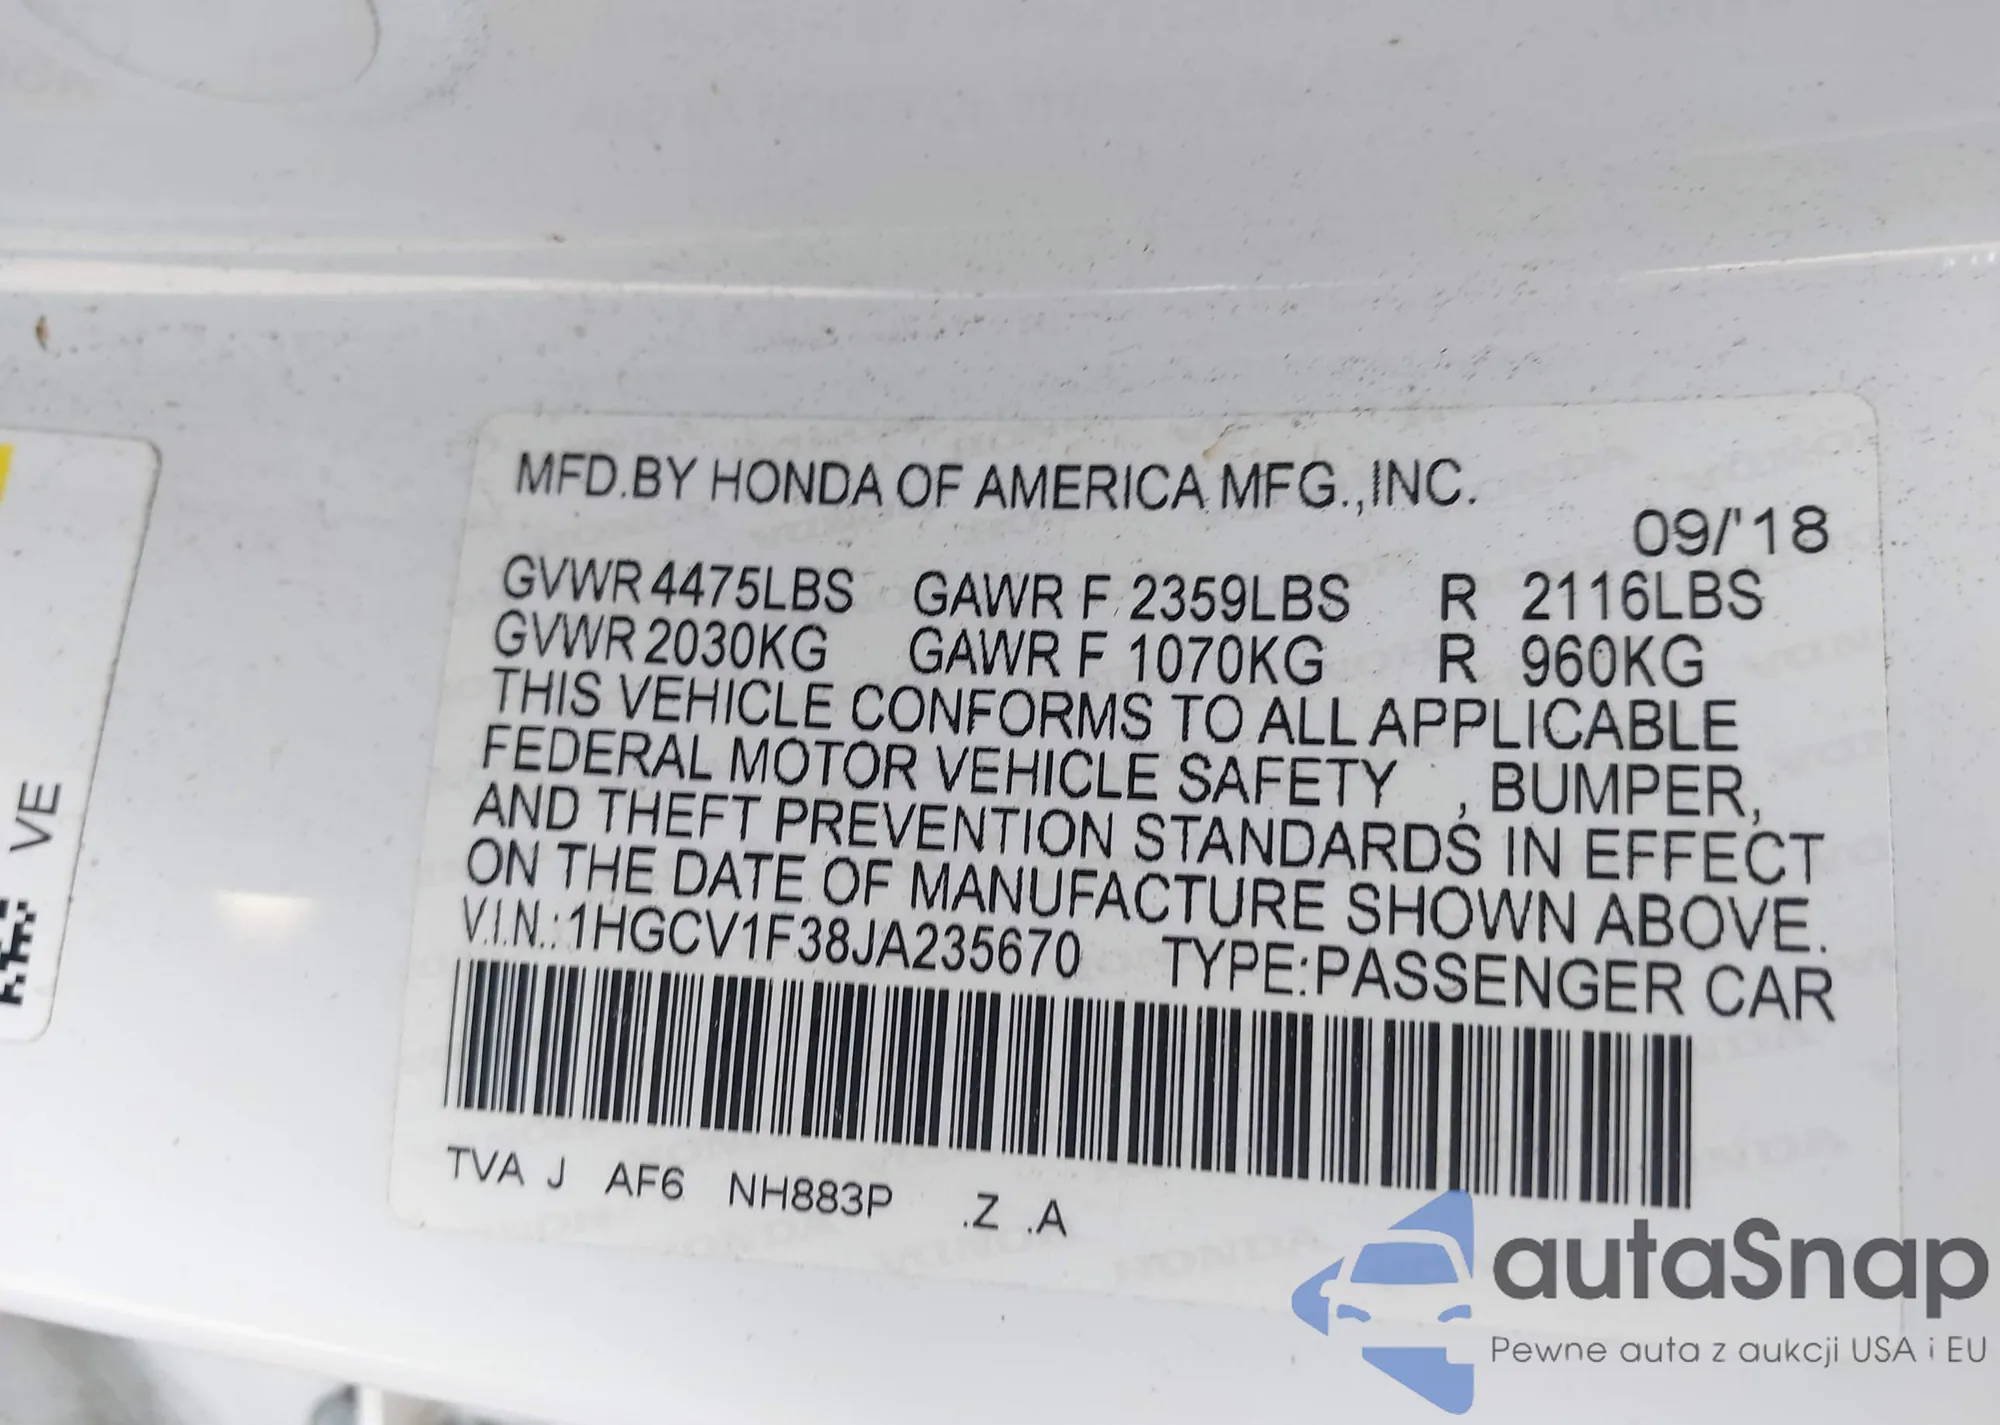 MFD.BY HONDA OF AMERICA MFG.,INC.
09/'18
GVWR 4475LBS GAWR F 2359LBS R 2116LBS
GVWR 2030KG GAWR F 1070KG R 960KG
THIS VEHICLE CONFORMS TO ALL APPLICABLE
FEDERAL MOTOR VEHICLE SAFETY , BUMPER,
AND THEFT PREVENTION STANDARDS IN EFFECT
ON THE DATE OF MANUFACTURE SHOWN ABOVE.
V.I.N.:1HGCV1F38JA235670 TYPE:PASSENGER CAR
TVA J AF6 NH883P .Z .A
VE
autaSnap
Pewne auta z aukcji USA i EU